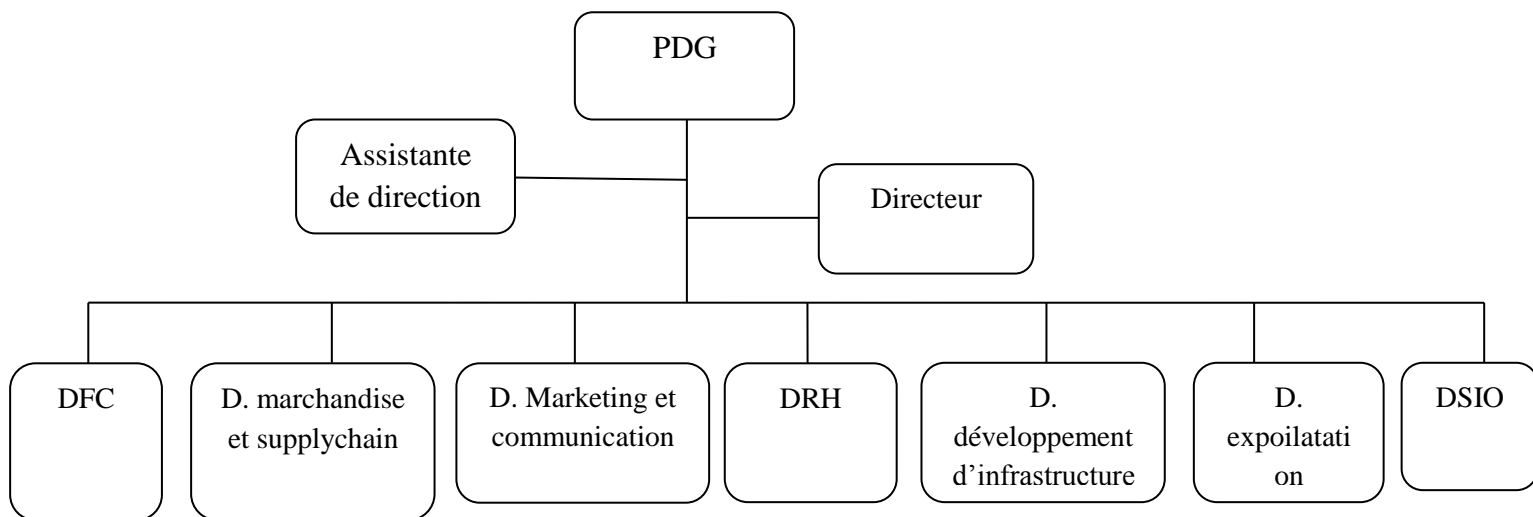 PDG
Assistante
de direction
Directeur
DFC
D. marchandise
et supplychain
D. Marketing et
communication
DRH
D.
développement
d’infrastructure
D.
expoilatati
on
DSIO